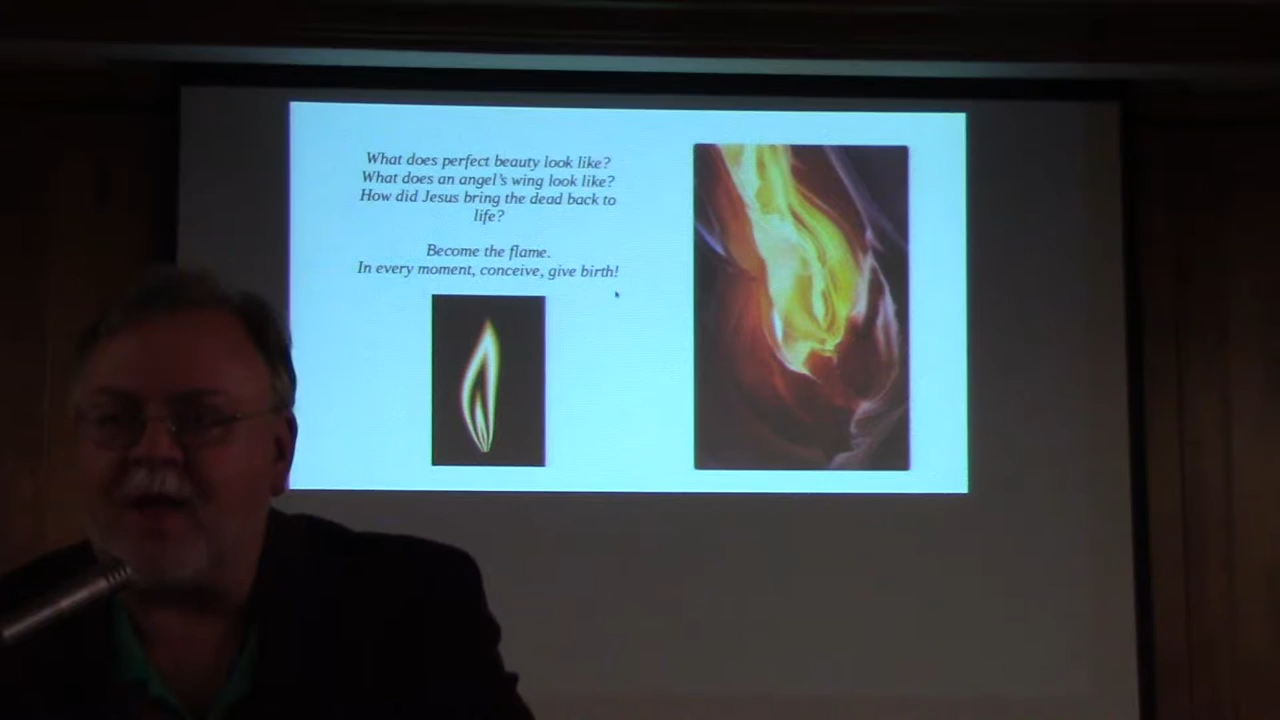 What does perfect beauty look like?
What does an angel's wing look like?
How did Jesus bring the dead back to
life?
Become the flame.
In every moment, conceive, give birth!